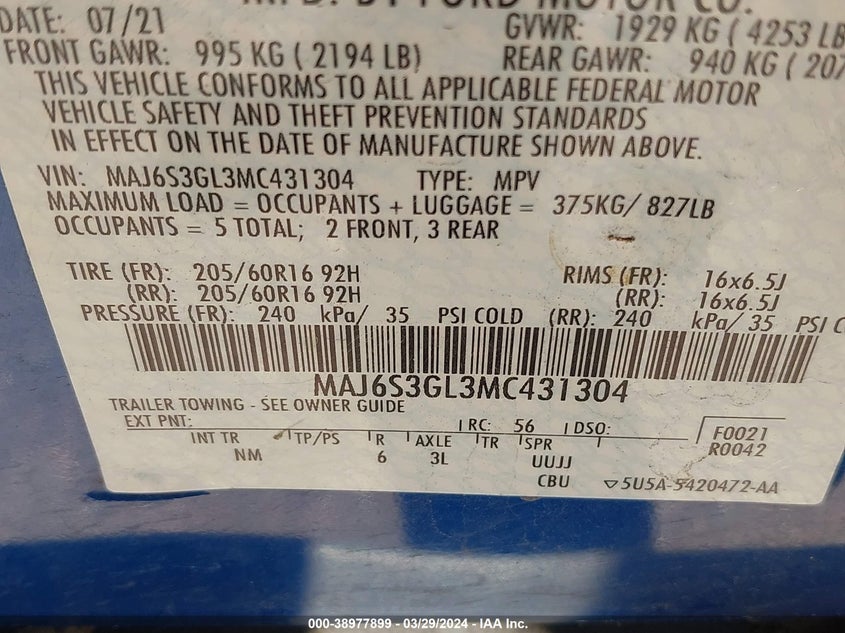 MFD. BY FORD MOTOR CO.
DATE: 07/21 GVWR: 1929 KG ( 4253 LB
FRONT GAWR: 995 KG ( 2194 LB) REAR GAWR: 940 KG ( 207
THIS VEHICLE CONFORMS TO ALL APPLICABLE FEDERAL MOTOR
VEHICLE SAFETY AND THEFT PREVENTION STANDARDS
IN EFFECT ON THE DATE OF MANUFACTURE SHOWN ABOVE.
VIN: MAJ6S3GL3MC431304 TYPE: MPV
MAXIMUM LOAD = OCCUPANTS + LUGGAGE = 375KG/ 827LB
OCCUPANTS = 5 TOTAL; 2 FRONT, 3 REAR
TIRE (FR): 205/60R16 92H RIMS (FR): 16x6.5J
(RR): 205/60R16 92H (RR): 16x6.5J
PRESSURE (FR): 240 kPa/ 35 PSI COLD (RR): 240 kPa/ 35 PSI C
MAJ6S3GL3MC431304
TRAILER TOWING - SEE OWNER GUIDE
EXT PNT: RC: 56 DSO:
INT TR TP/PS R AXLE TR SPR
NM 6 3L UUJJ
CBU
F0021
R0042
5U5A-5420472-AA
000-38977899 - 03/29/2024 - IAA Inc.